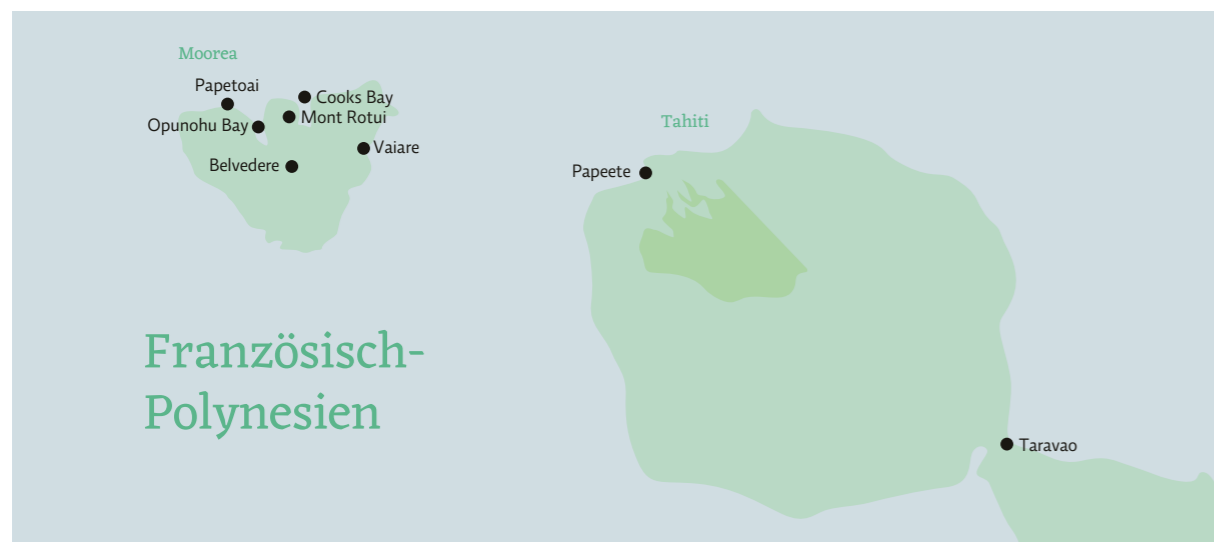 Moorea
Papetoai
Cooks Bay
Mont Rotui
Opunohu Bay
Vaiare
Belvedere
Tahiti
Papeete
Französisch-
Polynesien
Taravao